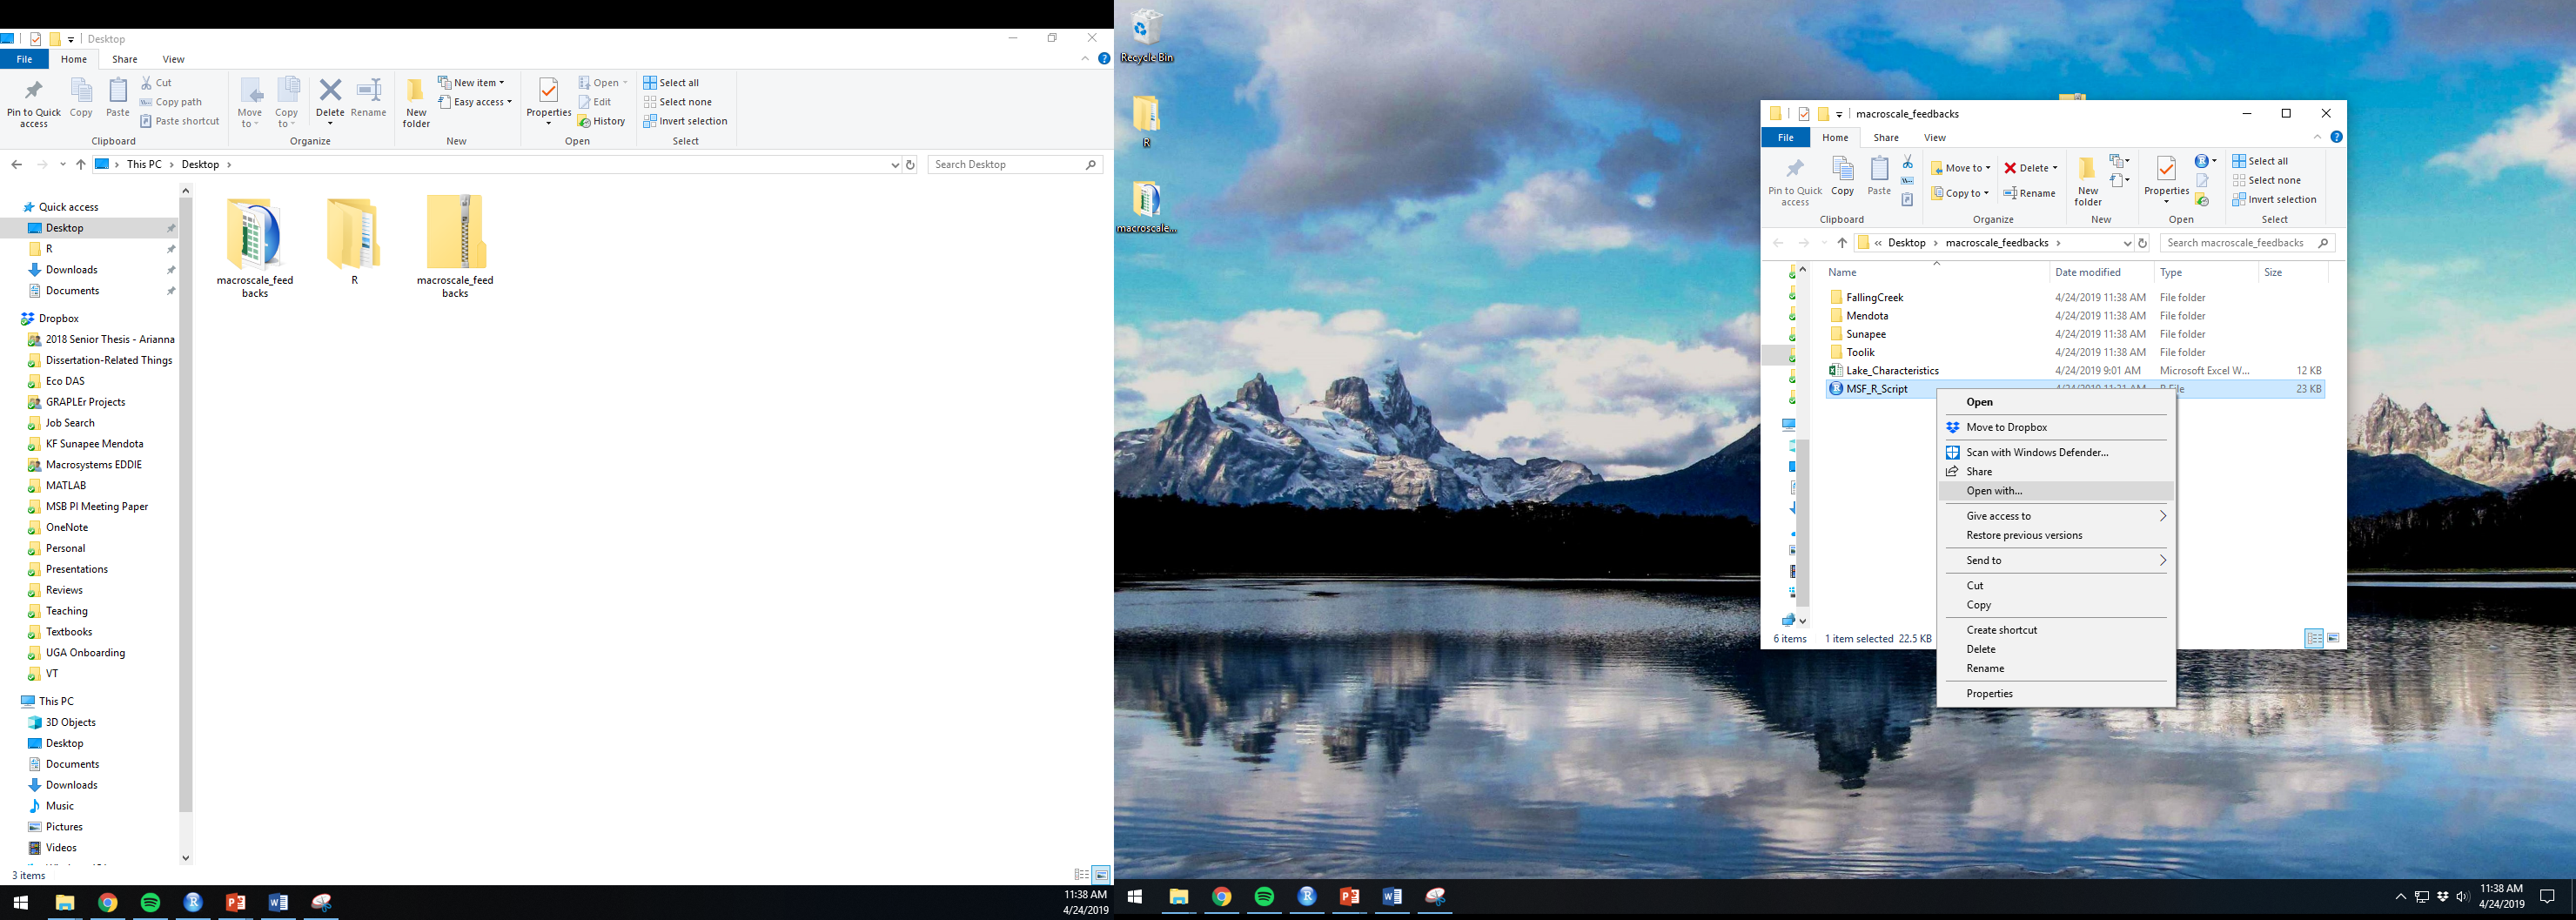 Desktop
File Home Share View
Pin to Quick access
Copy
Paste
Cut
Copy path
Paste shortcut
Clipboard
Move to
Copy to
Delete
Rename
Organize
New folder
New item
Easy access
New
Properties
Open
Edit
History
Open
Select all
Select none
Invert selection
Select
This PC Desktop
Search Desktop
Quick access
Desktop
R
Downloads
Documents
Dropbox
2018 Senior Thesis - Arianna
Dissertation-Related Things
Eco DAS
GRAPLEr Projects
Job Search
KF Sunapee Mendota
Macrosystems EDDIE
MATLAB
MSB PI Meeting Paper
OneNote
Personal
Presentations
Reviews
Teaching
Textbooks
UGA Onboarding
VT
This PC
3D Objects
Desktop
Documents
Downloads
Music
Pictures
Videos
macroscale_feed
backs
R
macroscale_feed
backs
3 items
11:38 AM
4/24/2019
Recycle Bin
R
macroscale...
macroscale_feedbacks
File Home Share View
Pin to Quick access
Copy
Paste
Clipboard
Move to
Copy to
Delete
Rename
Organize
New folder
New
Properties
Open
Select all
Select none
Invert selection
Select
« Desktop macroscale_feedbacks
Search macroscale_feedbacks
Name Date modified Type Size
FallingCreek 4/24/2019 11:38 AM File folder
Mendota 4/24/2019 11:38 AM File folder
Sunapee 4/24/2019 11:38 AM File folder
Toolik 4/24/2019 11:38 AM File folder
Lake_Characteristics 4/24/2019 9:01 AM Microsoft Excel W... 12 KB
MSF_R_Script 23 KB
Open
Move to Dropbox
Scan with Windows Defender...
Share
Open with...
Give access to
Restore previous versions
Send to
Cut
Copy
Create shortcut
Delete
Rename
Properties
6 items 1 item selected 22.5 KB
11:38 AM
4/24/2019